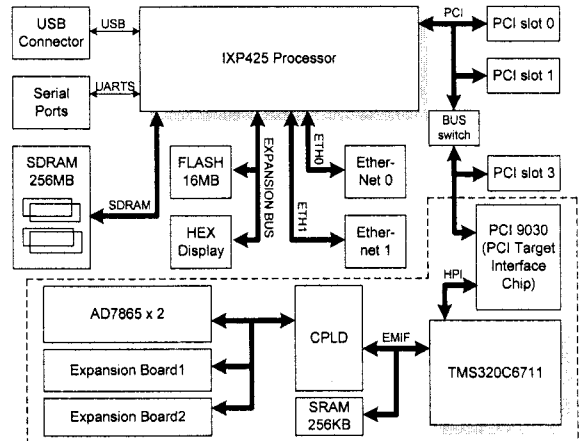 USB
Connector
USB
IXP425 Processor
PCI
PCI slot 0
Serial
Ports
UARTS
PCI slot 1
BUS
switch
SDRAM
256MB
SDRAM
FLASH
16MB
EXPANSION BUS
HEX
Display
ETH0
ETH1
Ether-
Net 0
Ether-
net 1
PCI slot 3
PCI 9030
(PCI Target
Interface
Chip)
HPI
AD7865 x 2
Expansion Board1
Expansion Board2
CPLD
EMIF
SRAM
256KB
TMS320C6711